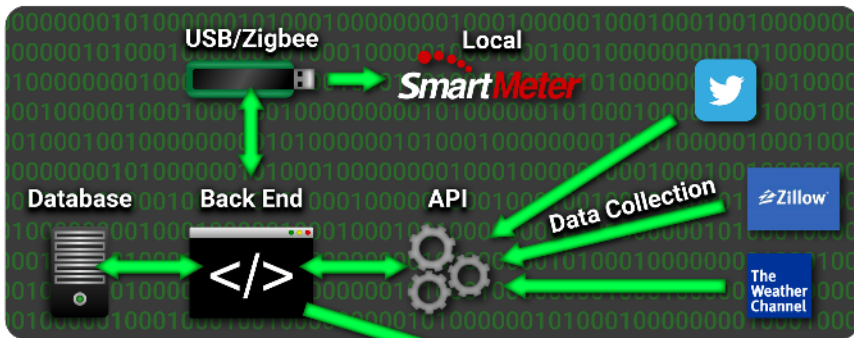 USB/Zigbee
Local
SmartMeter
Database
Back End
API
Data Collection
Zillow
</>
The
Weather
Channel